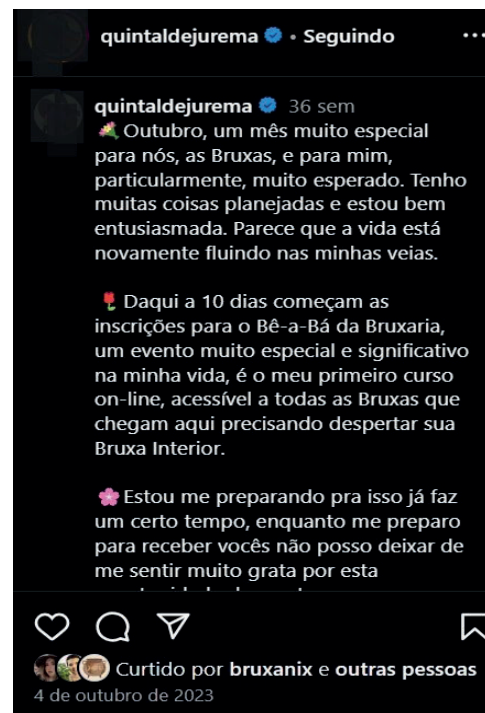 quintaldejurema • Seguindo
quintaldejurema 36 sem
💐Outubro, um mês muito especial
para nós, as Bruxas, e para mim,
particularmente, muito esperado. Tenho
muitas coisas planejadas e estou bem
entusiasmada. Parece que a vida está
novamente fluindo nas minhas veias.
🌹Daqui a 10 dias começam as
inscrições para o Bê-a-Bá da Bruxaria,
um evento muito especial e significativo
na minha vida, é o meu primeiro curso
on-line, acessível a todas as Bruxas que
chegam aqui precisando despertar sua
Bruxa Interior.
🌸Estou me preparando pra isso já faz
um certo tempo, enquanto me preparo
para receber vocês não posso deixar de
me sentir muito grata por esta
Curtido por bruxanix e outras pessoas
4 de outubro de 2023